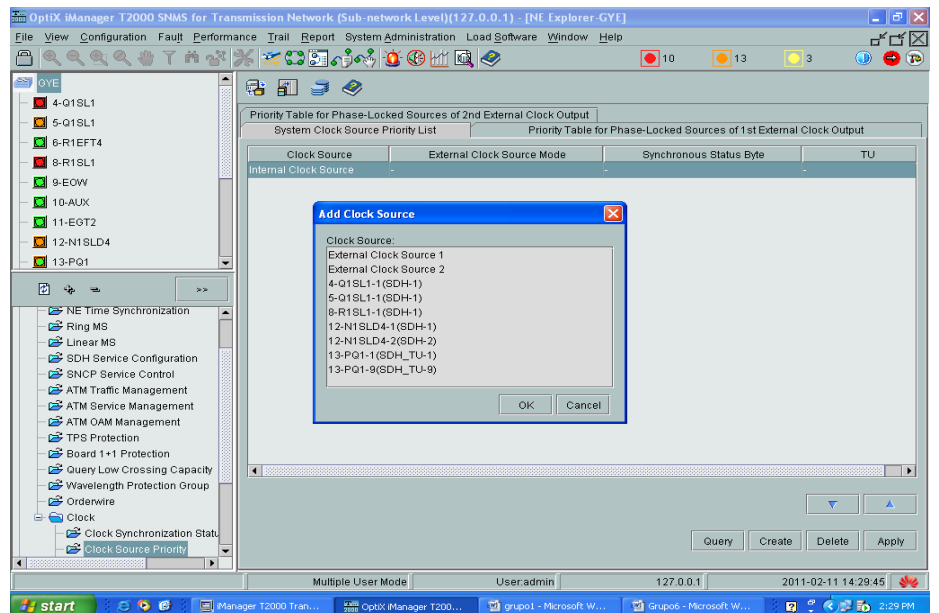 OptiX iManager T2000 SNMS for Transmission Network (Sub-network Level)(127.0.0.1) - [NE Explorer-GYE]
File View Configuration Fault Performance Trail Report System Administration Load Software Window Help
10 13 3
GYE
4-Q1SL1
5-Q1SL1
6-R1EFT4
8-R1SL1
9-EOW
10-AUX
11-EGT2
12-N1SLD4
13-PQ1
>>
NE Time Synchronization
Ring MS
Linear MS
SDH Service Configuration
SNCP Service Control
ATM Traffic Management
ATM Service Management
ATM OAM Management
TPS Protection
Board 1+1 Protection
Query Low Crossing Capacity
Wavelength Protection Group
Orderwire
Clock
Clock Synchronization Statu
Clock Source Priority
Priority Table for Phase-Locked Sources of 2nd External Clock Output
System Clock Source Priority List Priority Table for Phase-Locked Sources of 1st External Clock Output
Clock Source External Clock Source Mode Synchronous Status Byte TU
Internal Clock Source - - -
Add Clock Source
Clock Source:
External Clock Source 1
External Clock Source 2
4-Q1SL1-1(SDH-1)
5-Q1SL1-1(SDH-1)
8-R1SL1-1(SDH-1)
12-N1SLD4-1(SDH-1)
12-N1SLD4-2(SDH-2)
13-PQ1-1(SDH_TU-1)
13-PQ1-9(SDH_TU-9)
OK Cancel
Query Create Delete Apply
Multiple User Mode User:admin 127.0.0.1 2011-02-11 14:29:45
start iManager T2000 Tran... OptiX iManager T200... grupo1 - Microsoft W... Grupo6 - Microsoft W... 2:29 PM